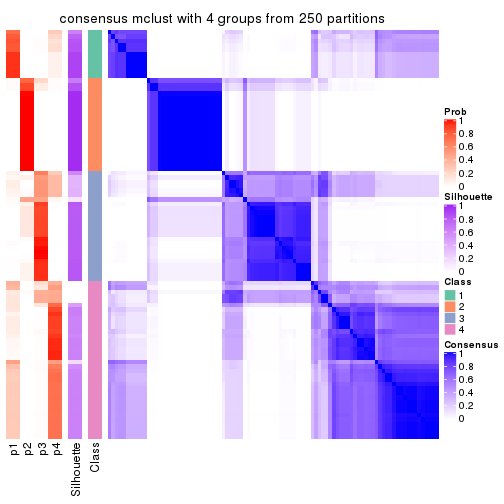 consensus mclust with 4 groups from 250 partitions
Prob
1
0.8
0.6
0.4
0.2
0
Silhouette
1
0.8
0.6
0.4
0.2
0
Class
1
2
3
4
Consensus
1
0.8
0.6
0.4
0.2
0
p1
p2
p3
p4
Silhouette
Class